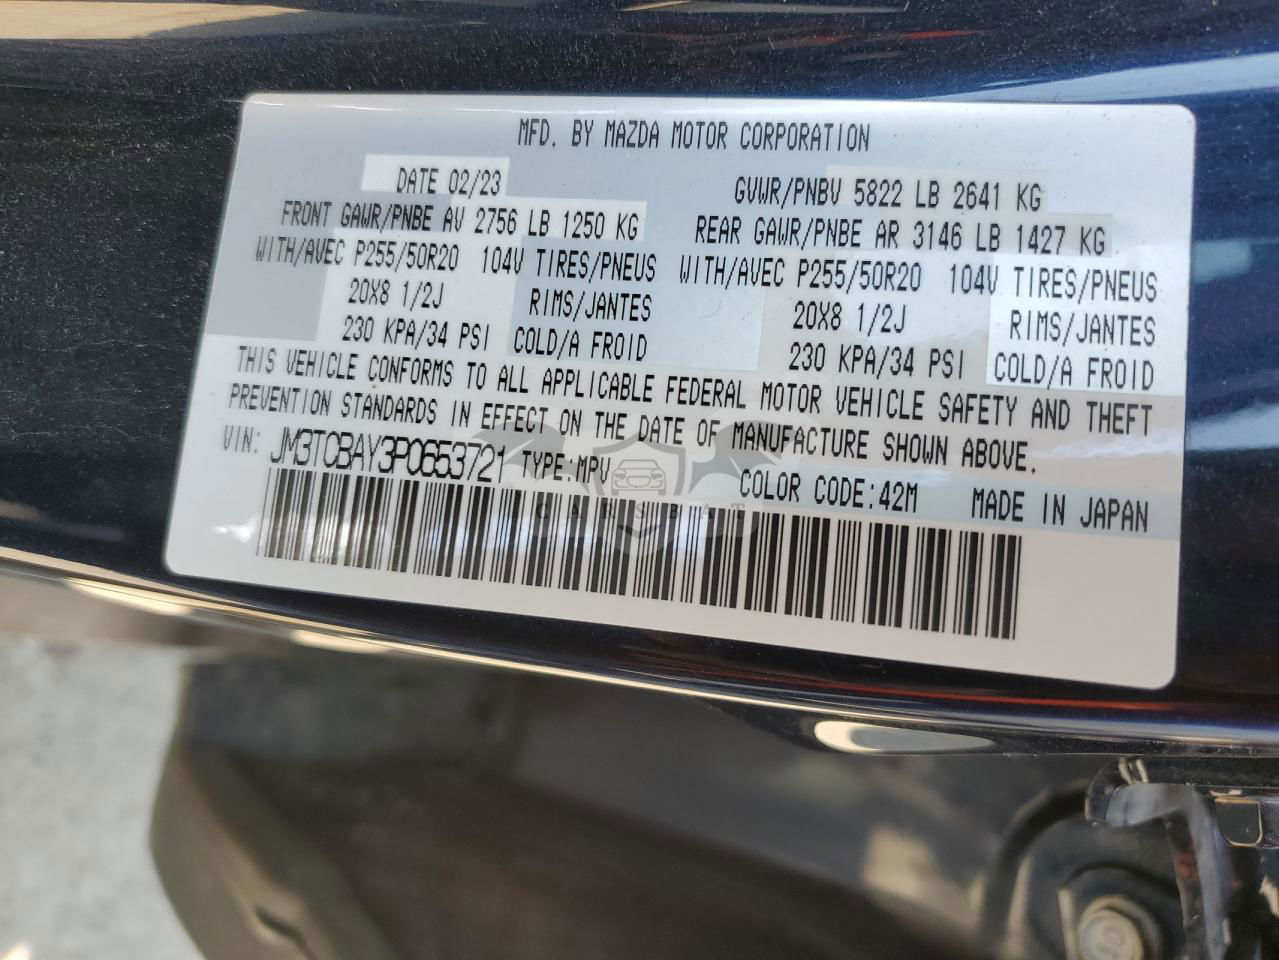 MFD. BY MAZDA MOTOR CORPORATION
DATE 02/23 GVWR/PNBV 5822 LB 2641 KG
FRONT GAWR/PNBE AV 2756 LB 1250 KG REAR GAWR/PNBE AR 3146 LB 1427 KG
WITH/AVEC P255/50R20 104V TIRES/PNEUS WITH/AVEC P255/50R20 104V TIRES/PNEUS
20X8 1/2J RIMS/JANTES 20X8 1/2J RIMS/JANTES
230 KPA/34 PSI COLD/A FROID 230 KPA/34 PSI COLD/A FROID
THIS VEHICLE CONFORMS TO ALL APPLICABLE FEDERAL MOTOR VEHICLE SAFETY AND THEFT
PREVENTION STANDARDS IN EFFECT ON THE DATE OF MANUFACTURE SHOWN ABOVE.
VIN: JM3TCBAY3P0653721 TYPE:MPV COLOR CODE:42M MADE IN JAPAN
CARSBAT